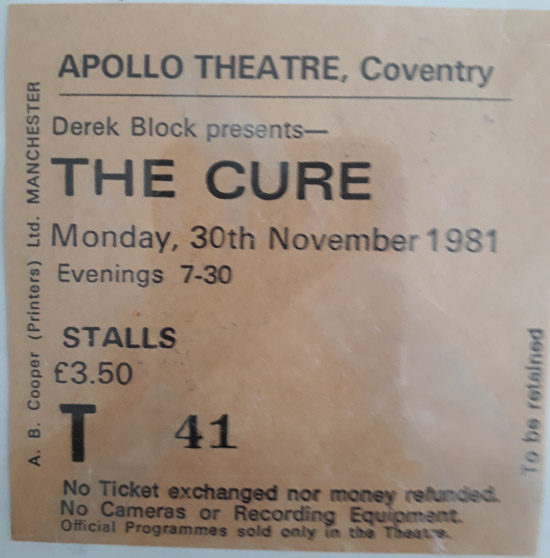 APOLLO THEATRE, Coventry
Derek Block presents—
THE CURE
Monday, 30th November 1981
Evenings 7-30
STALLS
£3.50
T 41
No Ticket exchanged nor money refunded.
No Cameras or Recording Equipment.
Official Programmes sold only in the Theatre.
A. B. Cooper (Printers) Ltd. MANCHESTER
To be retained